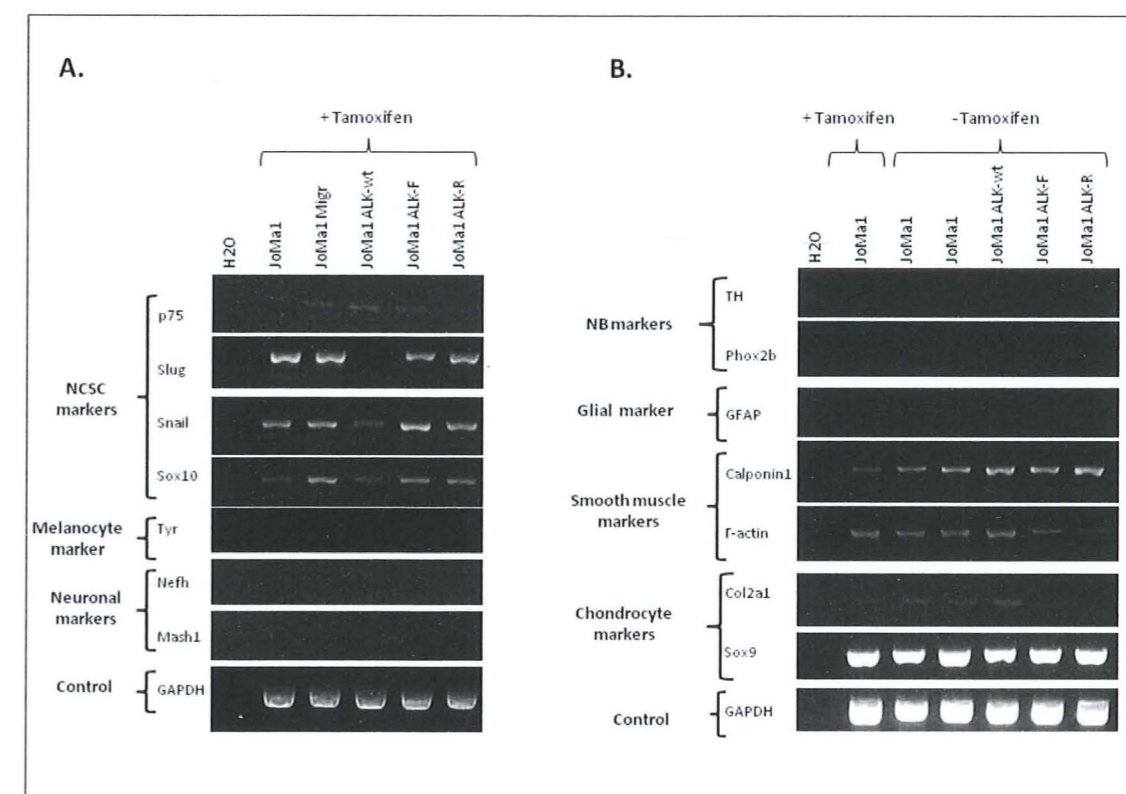 A.
+ Tamoxifen
H2O
JoMa1
JoMa1 Migr
JoMa1 ALK-wt
JoMa1 ALK-F
JoMa1 ALK-R
NCSC markers
p75
Slug
Snail
Sox10
Melanocyte marker
Tyr
Neuronal markers
Nefh
Mash1
Control
GAPDH
B.
+ Tamoxifen
-Tamoxifen
H2O
JoMa1
JoMa1
JoMa1
JoMa1 ALK-wt
JoMa1 ALK-F
JoMa1 ALK-R
NB markers
TH
Phox2b
Glial marker
GFAP
Smooth muscle markers
Calponin1
Γ-actin
Chondrocyte markers
Col2a1
Sox9
Control
GAPDH